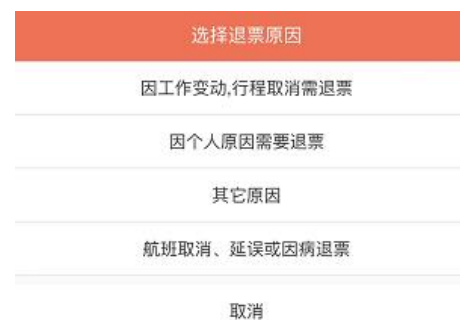 选择退票原因
因工作变动,行程取消需退票
因个人原因需要退票
其它原因
航班取消、延误或因病退票
取消